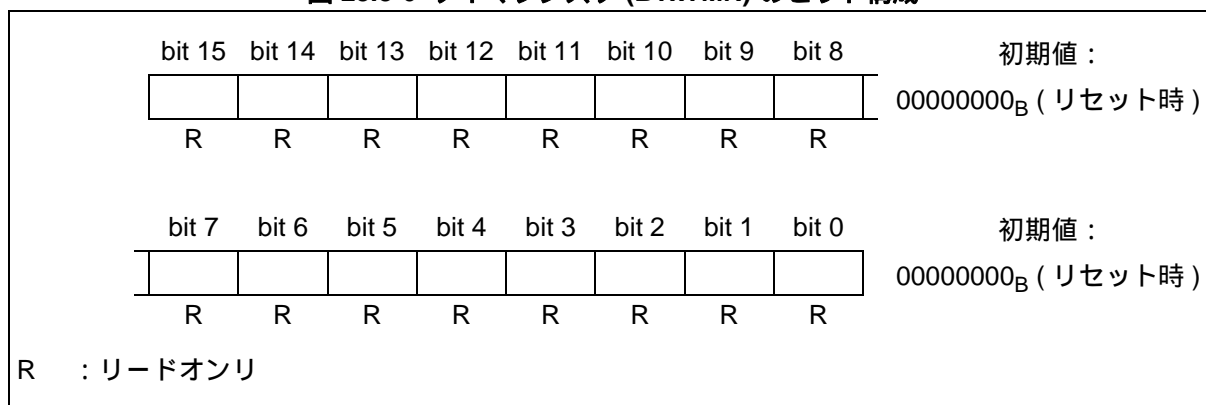 bit 15 bit 14 bit 13 bit 12 bit 11 bit 10 bit 9 bit 8 初期値：
00000000B ( リセット時 )
R R R R R R R R
bit 7 bit 6 bit 5 bit 4 bit 3 bit 2 bit 1 bit 0 初期値：
00000000B ( リセット時 )
R R R R R R R R
R ：リードオンリ